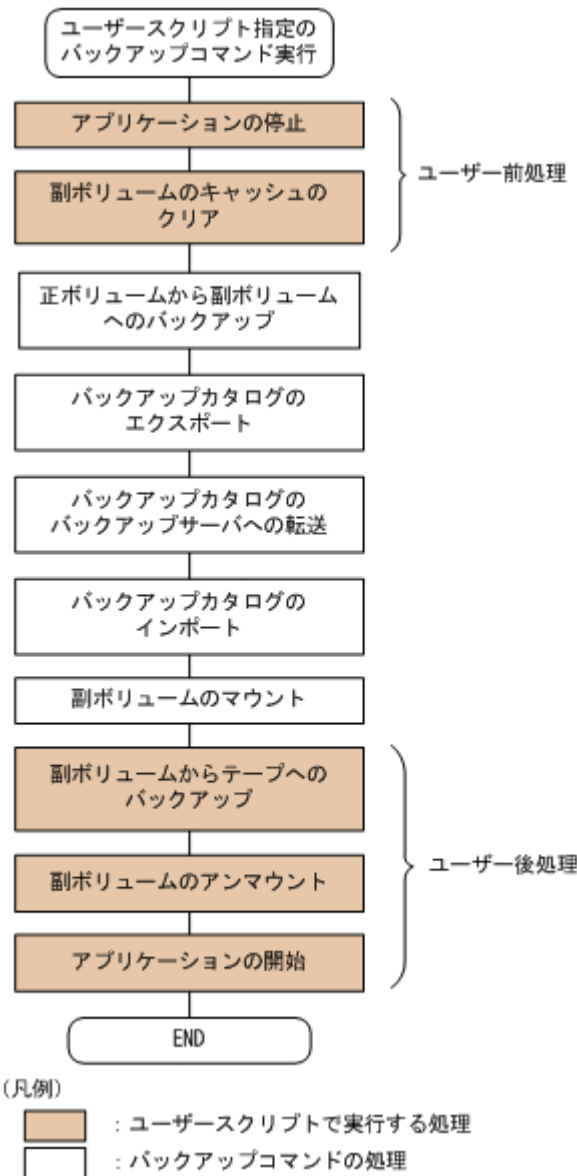 ユーザースクリプト指定の
バックアップコマンド実行
アプリケーションの停止
副ボリュームのキャッシュの
クリア
ユーザー前処理
正ボリュームから副ボリューム
へのバックアップ
バックアップカタログの
エクスポート
バックアップカタログの
バックアップサーバへの転送
バックアップカタログの
インポート
副ボリュームのマウント
副ボリュームからテープへの
バックアップ
副ボリュームのアンマウント
ユーザー後処理
アプリケーションの開始
END
(凡例)
:ユーザースクリプトで実行する処理
:バックアップコマンドの処理